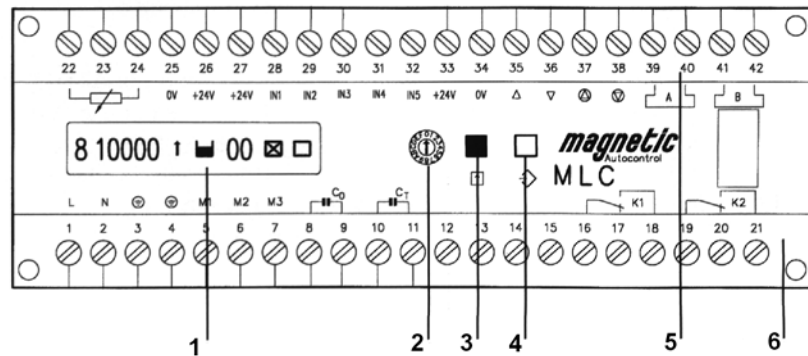 22 23 24 25 26 27 28 29 30 31 32 33 34 35 36 37 38 39 40 41 42
0V +24V +24V IN1 IN2 IN3 IN4 IN5 +24V 0V A B
8 10000 ↑ 00
magnetic
Autocontrol
MLC
L N M1 M2 M3 C0 CT K1 K2
1 2 3 4 5 6 7 8 9 10 11 12 13 14 15 16 17 18 19 20 21
1 2 3 4 5 6